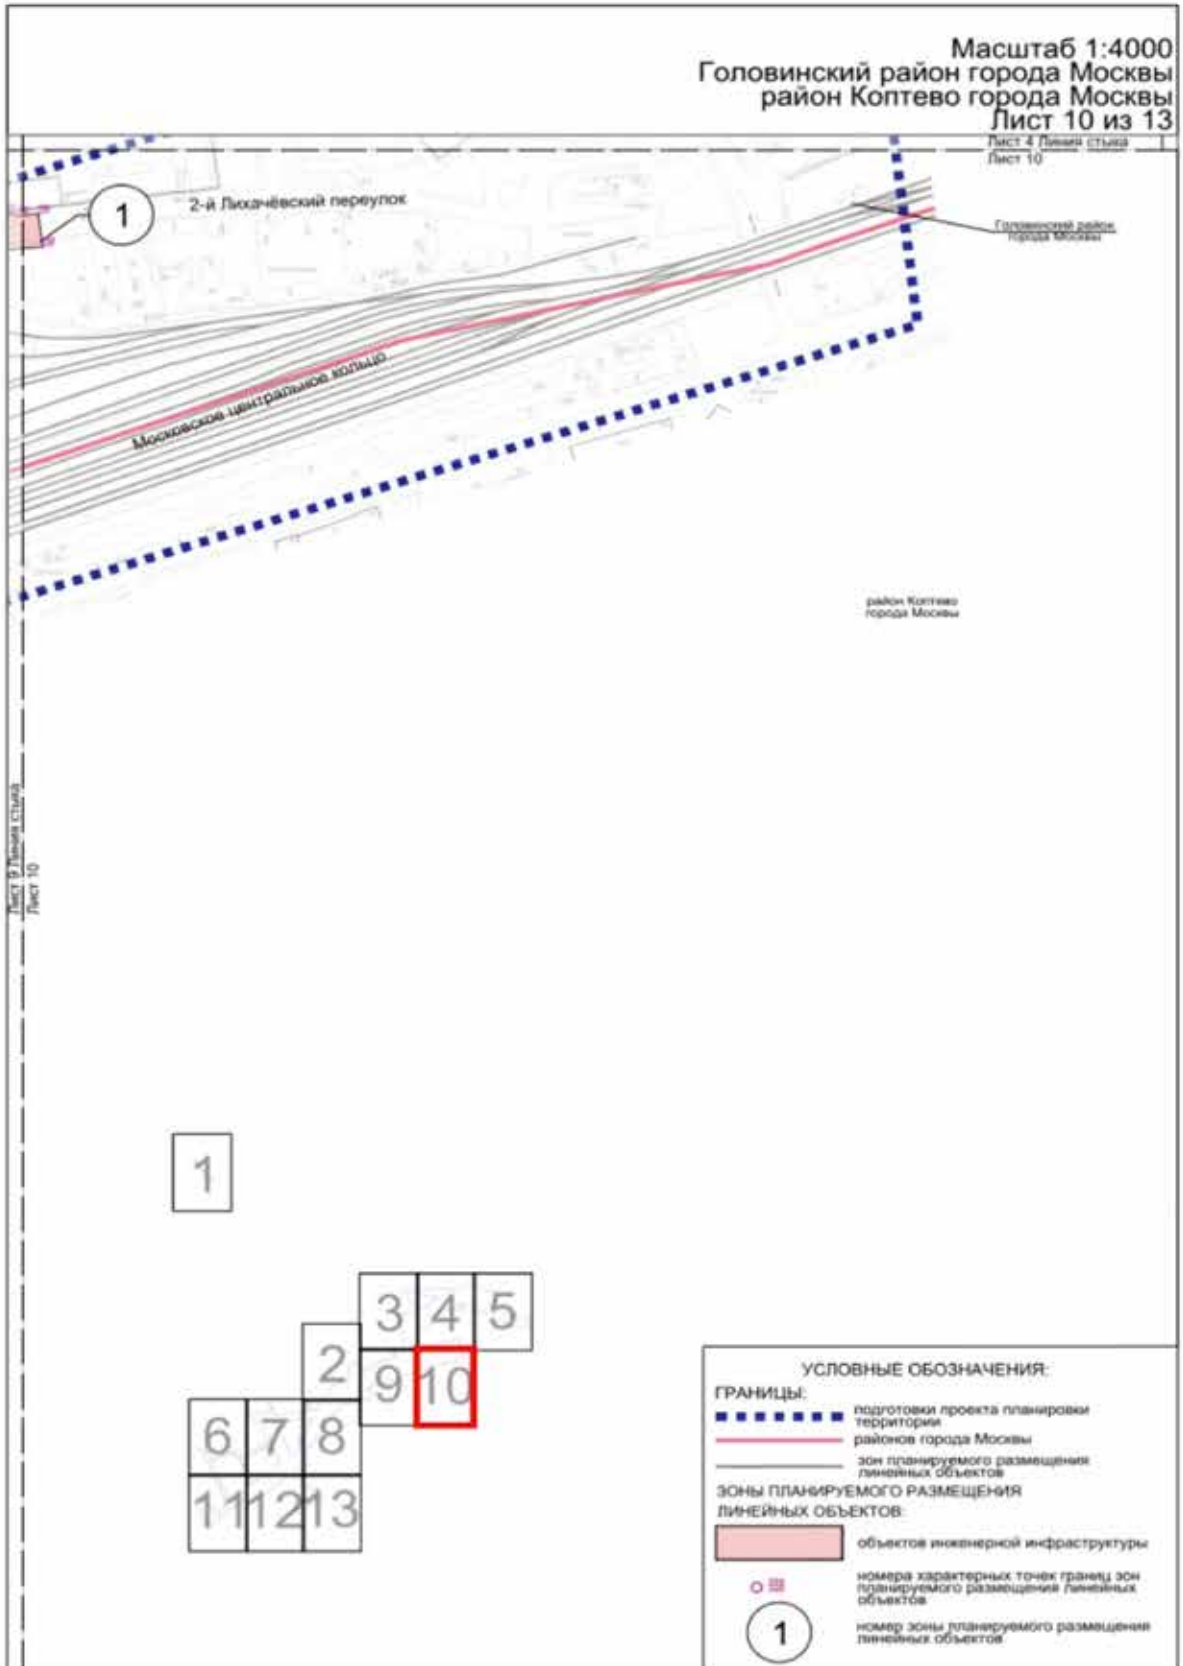 Масштаб 1:4000
Головинский район города Москвы
район Коптево города Москвы
Лист 10 из 13
Лист 4 Линия стыка
Лист 10
1
2-й Лихачёвский переулок
Головинский район
города Москвы
Московское центральное кольцо
район Коптево
города Москвы
Лист 9 Линия стыка
Лист 10
1
3 4 5
2
9 10
6 7 8
11 12 13
УСЛОВНЫЕ ОБОЗНАЧЕНИЯ:
ГРАНИЦЫ:
подготовки проекта планировки
территории
районов города Москвы
зон планируемого размещения
линейных объектов
ЗОНЫ ПЛАНИРУЕМОГО РАЗМЕЩЕНИЯ
ЛИНЕЙНЫХ ОБЪЕКТОВ:
объектов инженерной инфраструктуры
номера характерных точек границ зон
планируемого размещения линейных
объектов
1
номер зоны планируемого размещения
линейных объектов